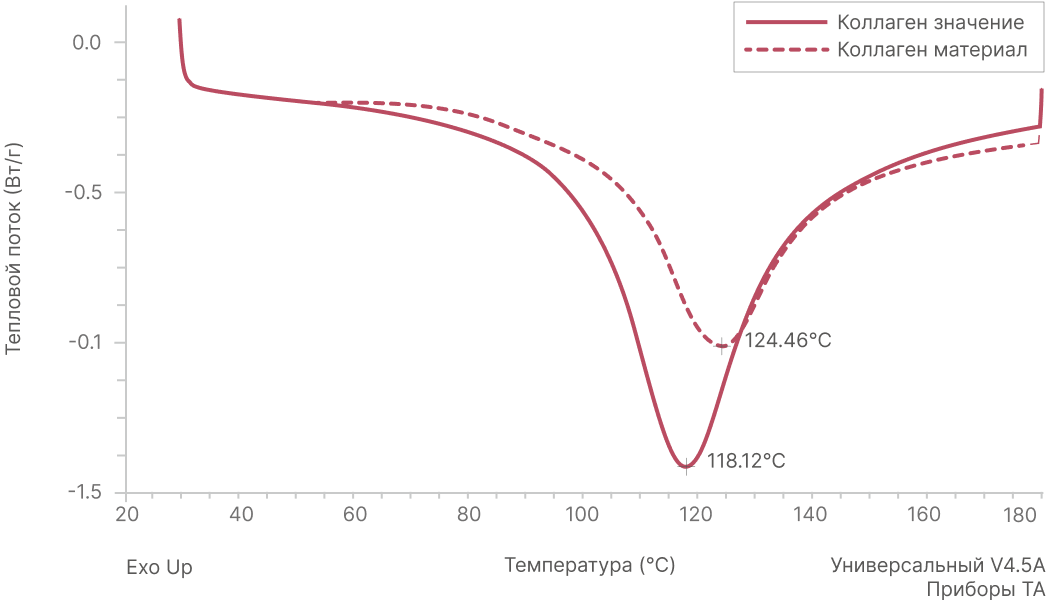 Коллаген значение
Коллаген материал
Тепловой поток (Вт/г)
0.0
-0.5
-0.1
-1.5
124.46°C
118.12°C
20 40 60 80 100 120 140 160 180
Exo Up
Температура (°C)
Универсальный V4.5A
Приборы ТА